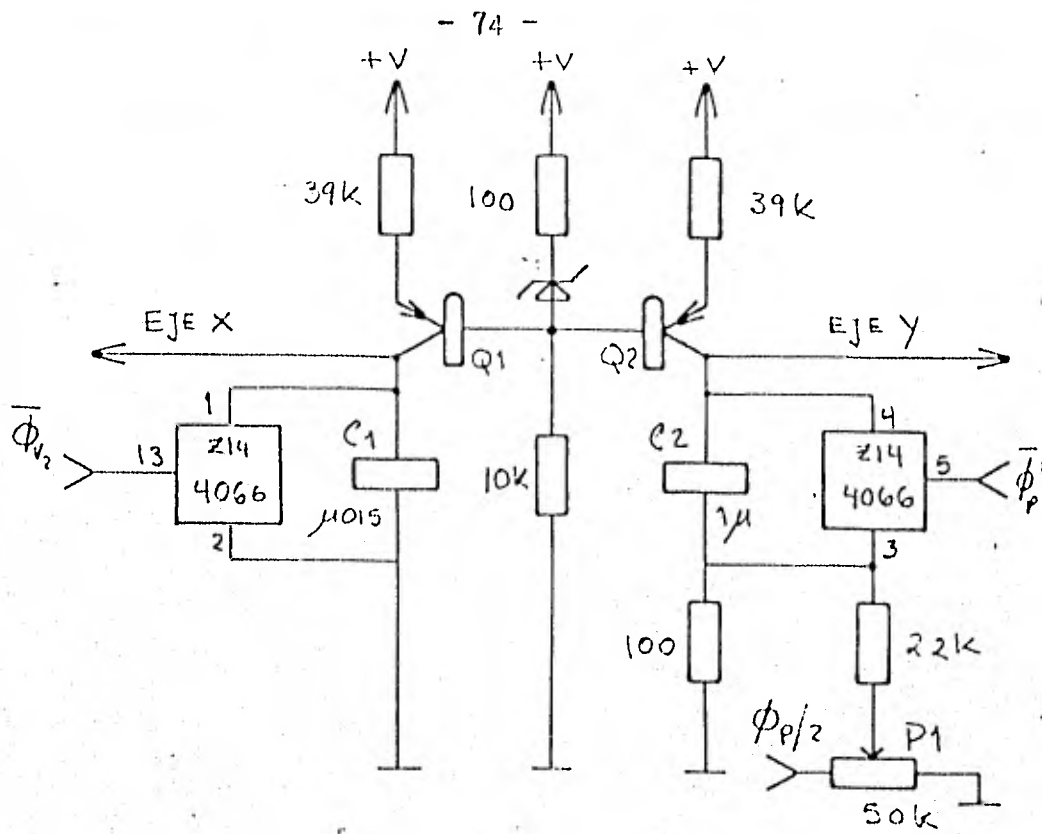 - 74 -
+V +V +V
39K 100 39K
EJE X EJE Y
Q1 Q2
1 C1 C2 4
φ̄V₂ 13 Z14 4066 10K Z14 4066 5 φ̄p
μ015 1μ
2 3
100 22K
φp/2 P1
50K